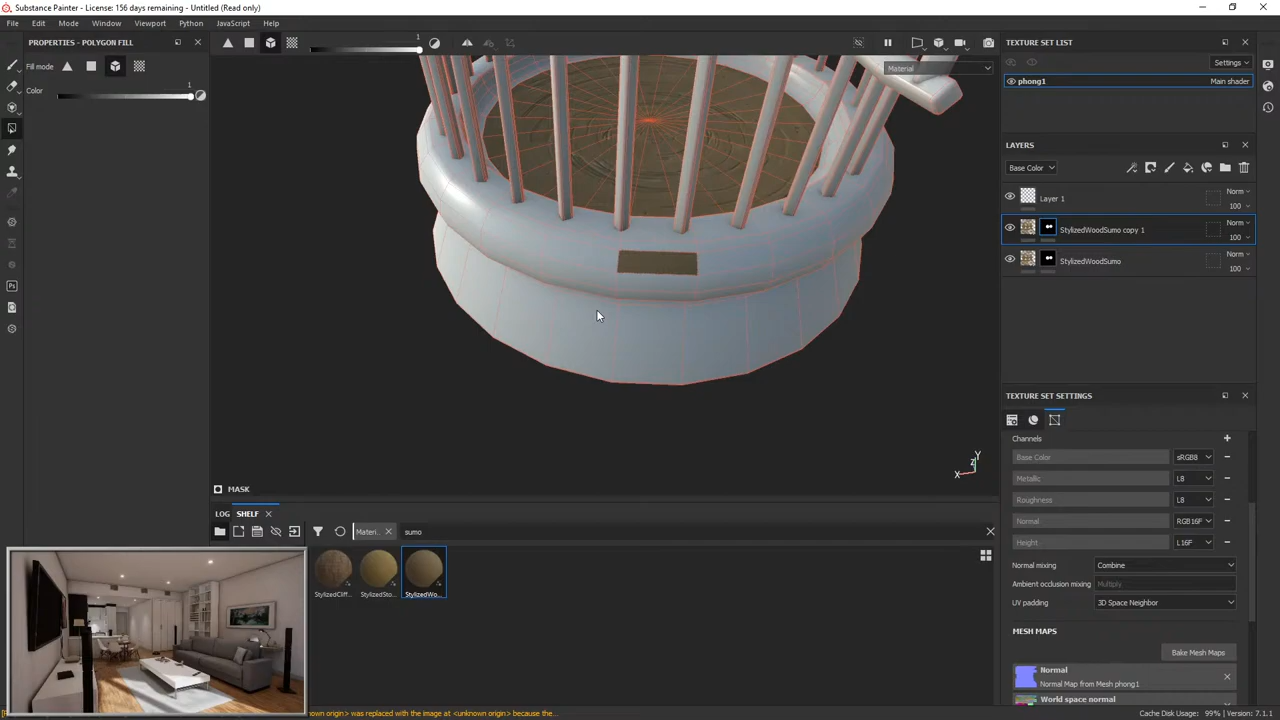 Substance Painter - License: 156 days remaining - Untitled (Read only)
File Edit Mode Window Viewport Python JavaScript Help
PROPERTIES - POLYGON FILL
Fill mode
Color
1
1
Material
TEXTURE SET LIST
Settings
phong1 Main shader
LAYERS
Base Color
Layer 1
Norm
100
StylizedWoodSumo copy 1
Norm
100
StylizedWoodSumo
Norm
100
TEXTURE SET SETTINGS
Channels
Base Color sRGB8
Metallic L8
Roughness L8
Normal RGB16F
Height L16F
Normal mixing Combine
Ambient occlusion mixing Multiply
UV padding 3D Space Neighbor
MESH MAPS
Bake Mesh Maps
Normal
Normal Map from Mesh phong1
World space normal
Y
Z
X
MASK
LOG SHELF
Materi...
sumo
StylizedCliff...
StylizedSto...
StylizedWo...
known origin> was replaced with the image at <unknown origin> because the...
Cache Disk Usage: 99% | Version: 7.1.1